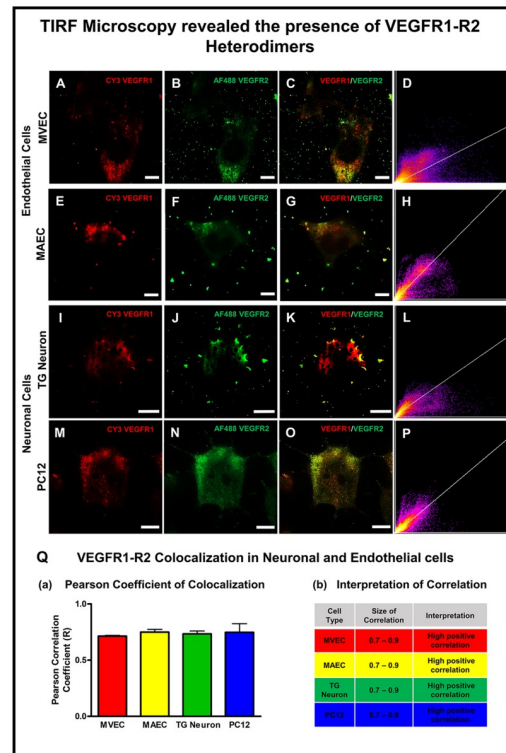 TIRF Microscopy revealed the presence of VEGFR1-R2
Heterodimers
Endothelial Cells
MVEC
A
CY3 VEGFR1
B
AF488 VEGFR2
C
VEGFR1/VEGFR2
D
MAEC
E
CY3 VEGFR1
F
AF488 VEGFR2
G
VEGFR1/VEGFR2
H
Neuronal Cells
TG Neuron
I
CY3 VEGFR1
J
AF488 VEGFR2
K
VEGFR1/VEGFR2
L
PC12
M
CY3 VEGFR1
N
AF488 VEGFR2
O
VEGFR1/VEGFR2
P
Q VEGFR1-R2 Colocalization in Neuronal and Endothelial cells
(a) Pearson Coefficient of Colocalization
Pearson Correlation
Coefficient (R)
1.0
0.5
0.0
MVEC MAEC TG Neuron PC12
(b) Interpretation of Correlation
Cell Type Size of Correlation Interpretation
MVEC 0.7 – 0.9 High positive correlation
MAEC 0.7 – 0.9 High positive correlation
TG Neuron 0.7 – 0.9 High positive correlation
PC12 0.7 – 0.9 High positive correlation